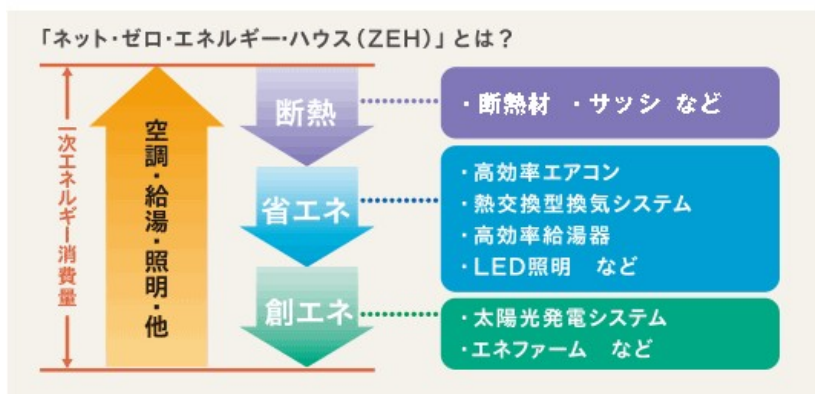 「ネット・ゼロ・エネルギー・ハウス(ZEH)」とは?
一次エネルギー消費量
空調・給湯・照明・他
断熱
・断熱材 ・サッシ など
省エネ
・高効率エアコン
・熱交換型換気システム
・高効率給湯器
・LED照明 など
創エネ
・太陽光発電システム
・エネファーム など